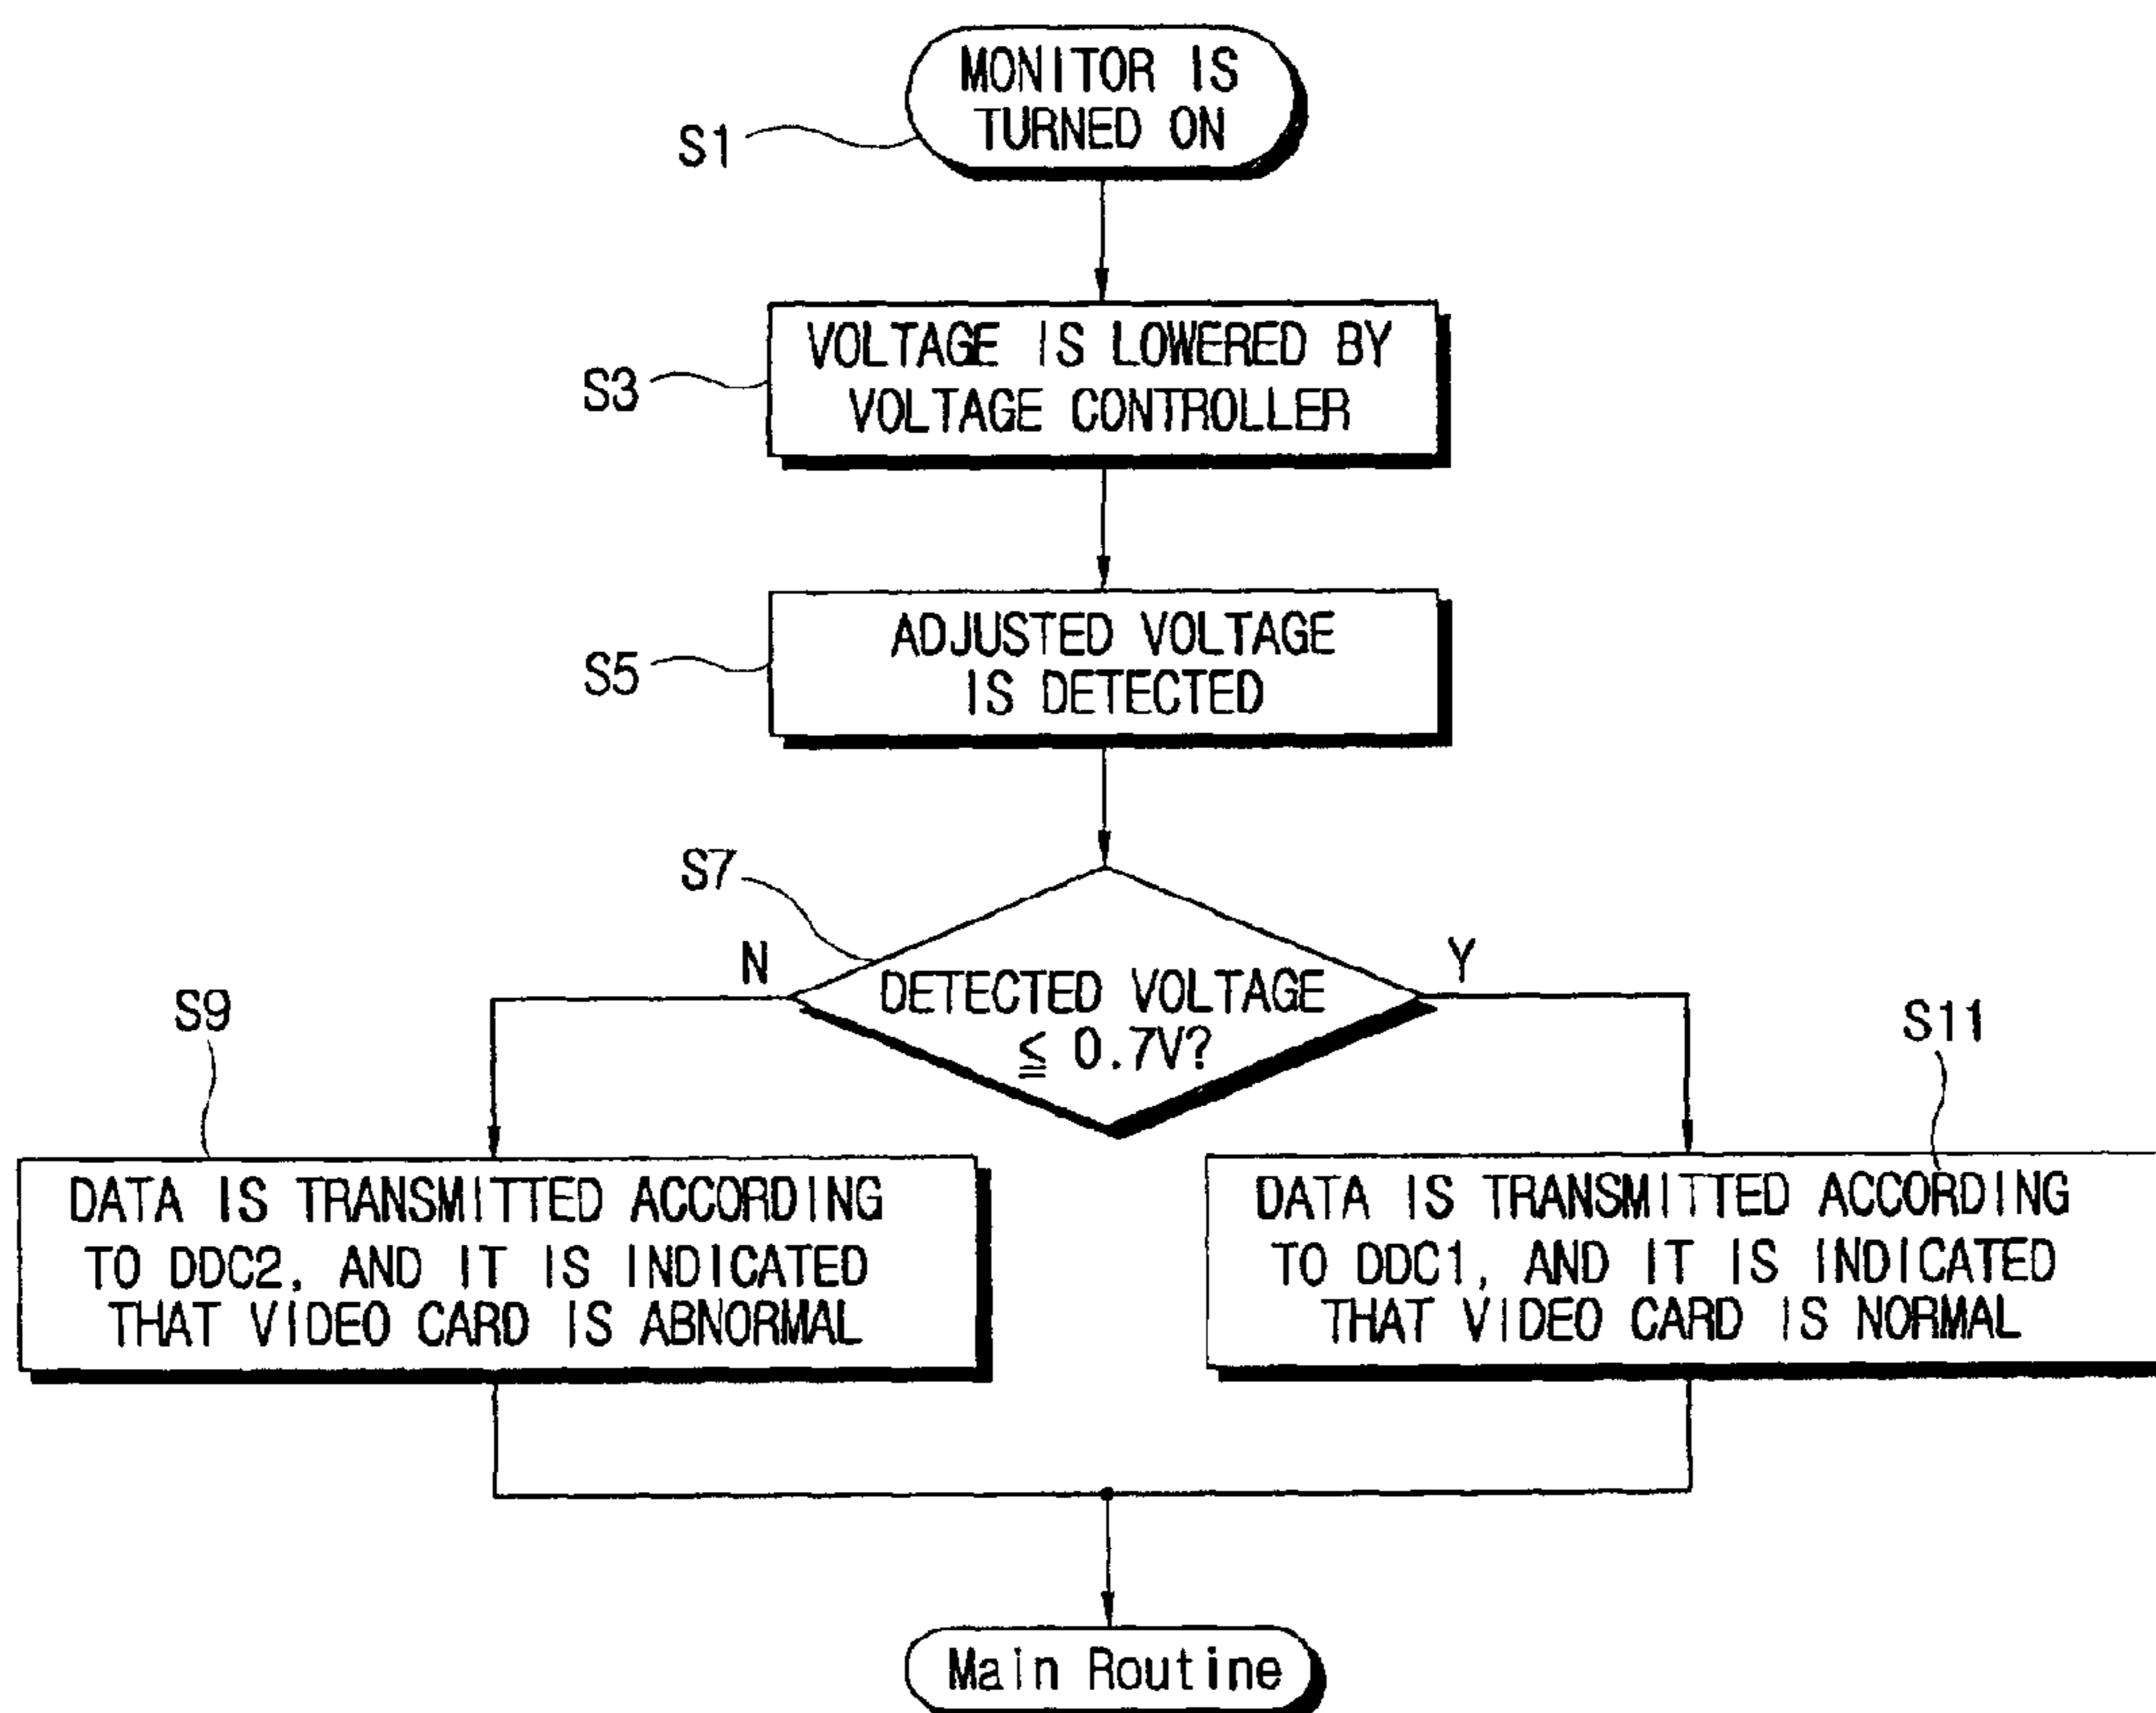 MONITOR IS
TURNED ON
S1
VOLTAGE IS LOWERED BY
VOLTAGE CONTROLLER
S3
ADJUSTED VOLTAGE
IS DETECTED
S5
S7
N
Y
DETECTED VOLTAGE
≦ 0.7V?
S9
S11
DATA IS TRANSMITTED ACCORDING
TO DDC2, AND IT IS INDICATED
THAT VIDEO CARD IS ABNORMAL
DATA IS TRANSMITTED ACCORDING
TO DDC1, AND IT IS INDICATED
THAT VIDEO CARD IS NORMAL
Main Routine